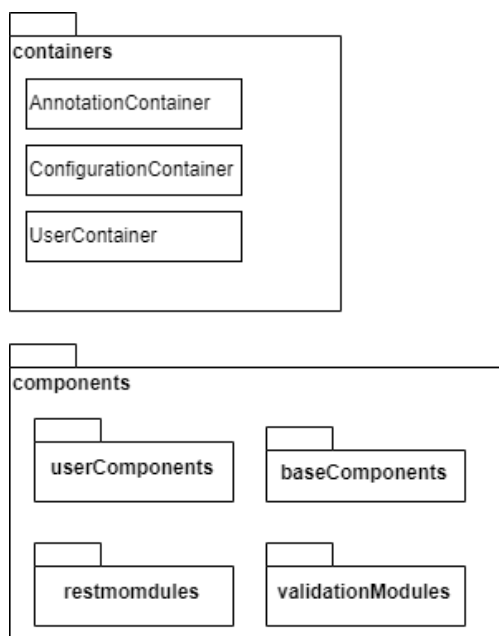 containers
AnnotationContainer
ConfigurationContainer
UserContainer
components
userComponents
baseComponents
restmomdules
validationModules